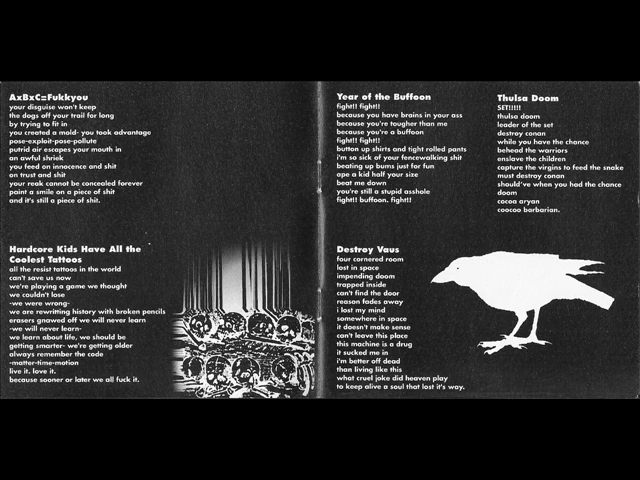 AxBxC=Fukkyou
your disguise won't keep
the dogs off your trail for long
by trying to fit in
you created a mold- you took advantage
pose-exploit-pose-pollute
putrid air escapes your mouth in
an awful shriek
you feed on innocence and shit
on trust and shit
your reak cannot be concealed forever
paint a smile on a piece of shit
and it's still a piece of shit.
Hardcore Kids Have All the
Coolest Tattoos
all the resist tattoos in the world
can't save us now
we're playing a game we thought
we couldn't lose
-we were wrong-
we are rewritting history with broken pencils
erasers gnawed off we will never learn
-we will never learn-
we learn about life, we should be
getting smarter- we're getting older
always remember the code
-matter-time-motion
live it. love it.
because sooner or later we all fuck it.
Year of the Buffoon
fight!! fight!!
because you have brains in your ass
because you're tougher than me
because you're a buffoon
fight!! fight!!
button up shirts and tight rolled pants
i'm so sick of your fencewalking shit
beating up bums just for fun
ape a kid half your size
beat me down
you're still a stupid asshole
fight!! buffoon. fight!!
Destroy Vaus
four cornered room
lost in space
impending doom
trapped inside
can't find the door
reason fades away
i lost my mind
somewhere in space
it doesn't make sense
can't leave this place
this machine is a drug
it sucked me in
i'm better off dead
than living like this
what cruel joke did heaven play
to keep alive a soul that lost it's way.
Thulsa Doom
SET!!!!!
thulsa doom
leader of the set
destroy conan
while you have the chance
behead the warriors
enslave the children
capture the virgins to feed the snake
must destroy conan
should've when you had the chance
doom
cocoa aryan
coocoo barbarian.